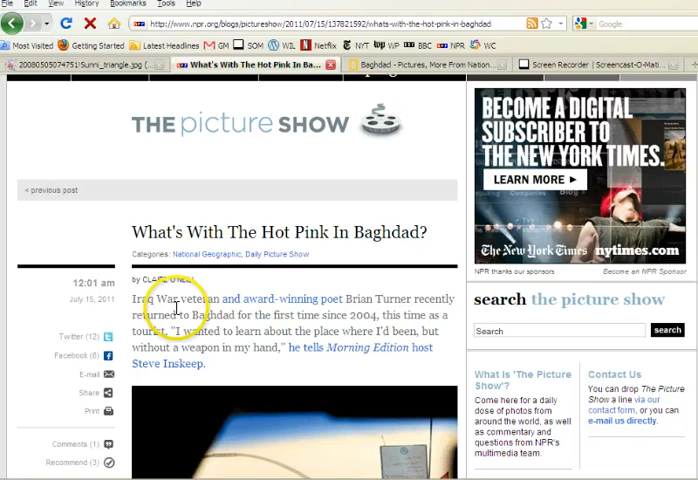 File Edit View History Bookmarks Tools Help
http://www.npr.org/blogs/pictureshow/2011/07/15/137821592/whats-with-the-hot-pink-in-baghdad
Google
Most Visited Getting Started Latest Headlines GM SOM WIL Netflix NYT WP BBC NPR WC
20080505074751!Sunni_triangle.jpg (... What's With The Hot Pink In Ba... Baghdad - Pictures, More From Nation... Screen Recorder | Screencast-O-Mati...
THE picture SHOW
< previous post
What's With The Hot Pink In Baghdad?
Categories: National Geographic, Daily Picture Show
12:01 am
July 15, 2011
by CLAIRE O'NEILL
Iraq War veteran and award-winning poet Brian Turner recently
returned to Baghdad for the first time since 2004, this time as a
tourist. "I wanted to learn about the place where I'd been, but
without a weapon in my hand," he tells Morning Edition host
Steve Inskeep.
Twitter (12)
Facebook (6)
E-mail
Share
Print
Comments (1)
Recommend (3)
BECOME A DIGITAL
SUBSCRIBER TO
THE NEW YORK TIMES.
LEARN MORE
The New York Times nytimes.com
NPR thanks our sponsors Become an NPR Sponsor
search the picture show
Search search
What Is 'The Picture
Show'?
Come here for a daily
dose of photos from
around the world, as
well as commentary and
questions from NPR's
multimedia team.
Contact Us
You can drop The Picture
Show a line via our
contact form, or you can
e-mail us directly.